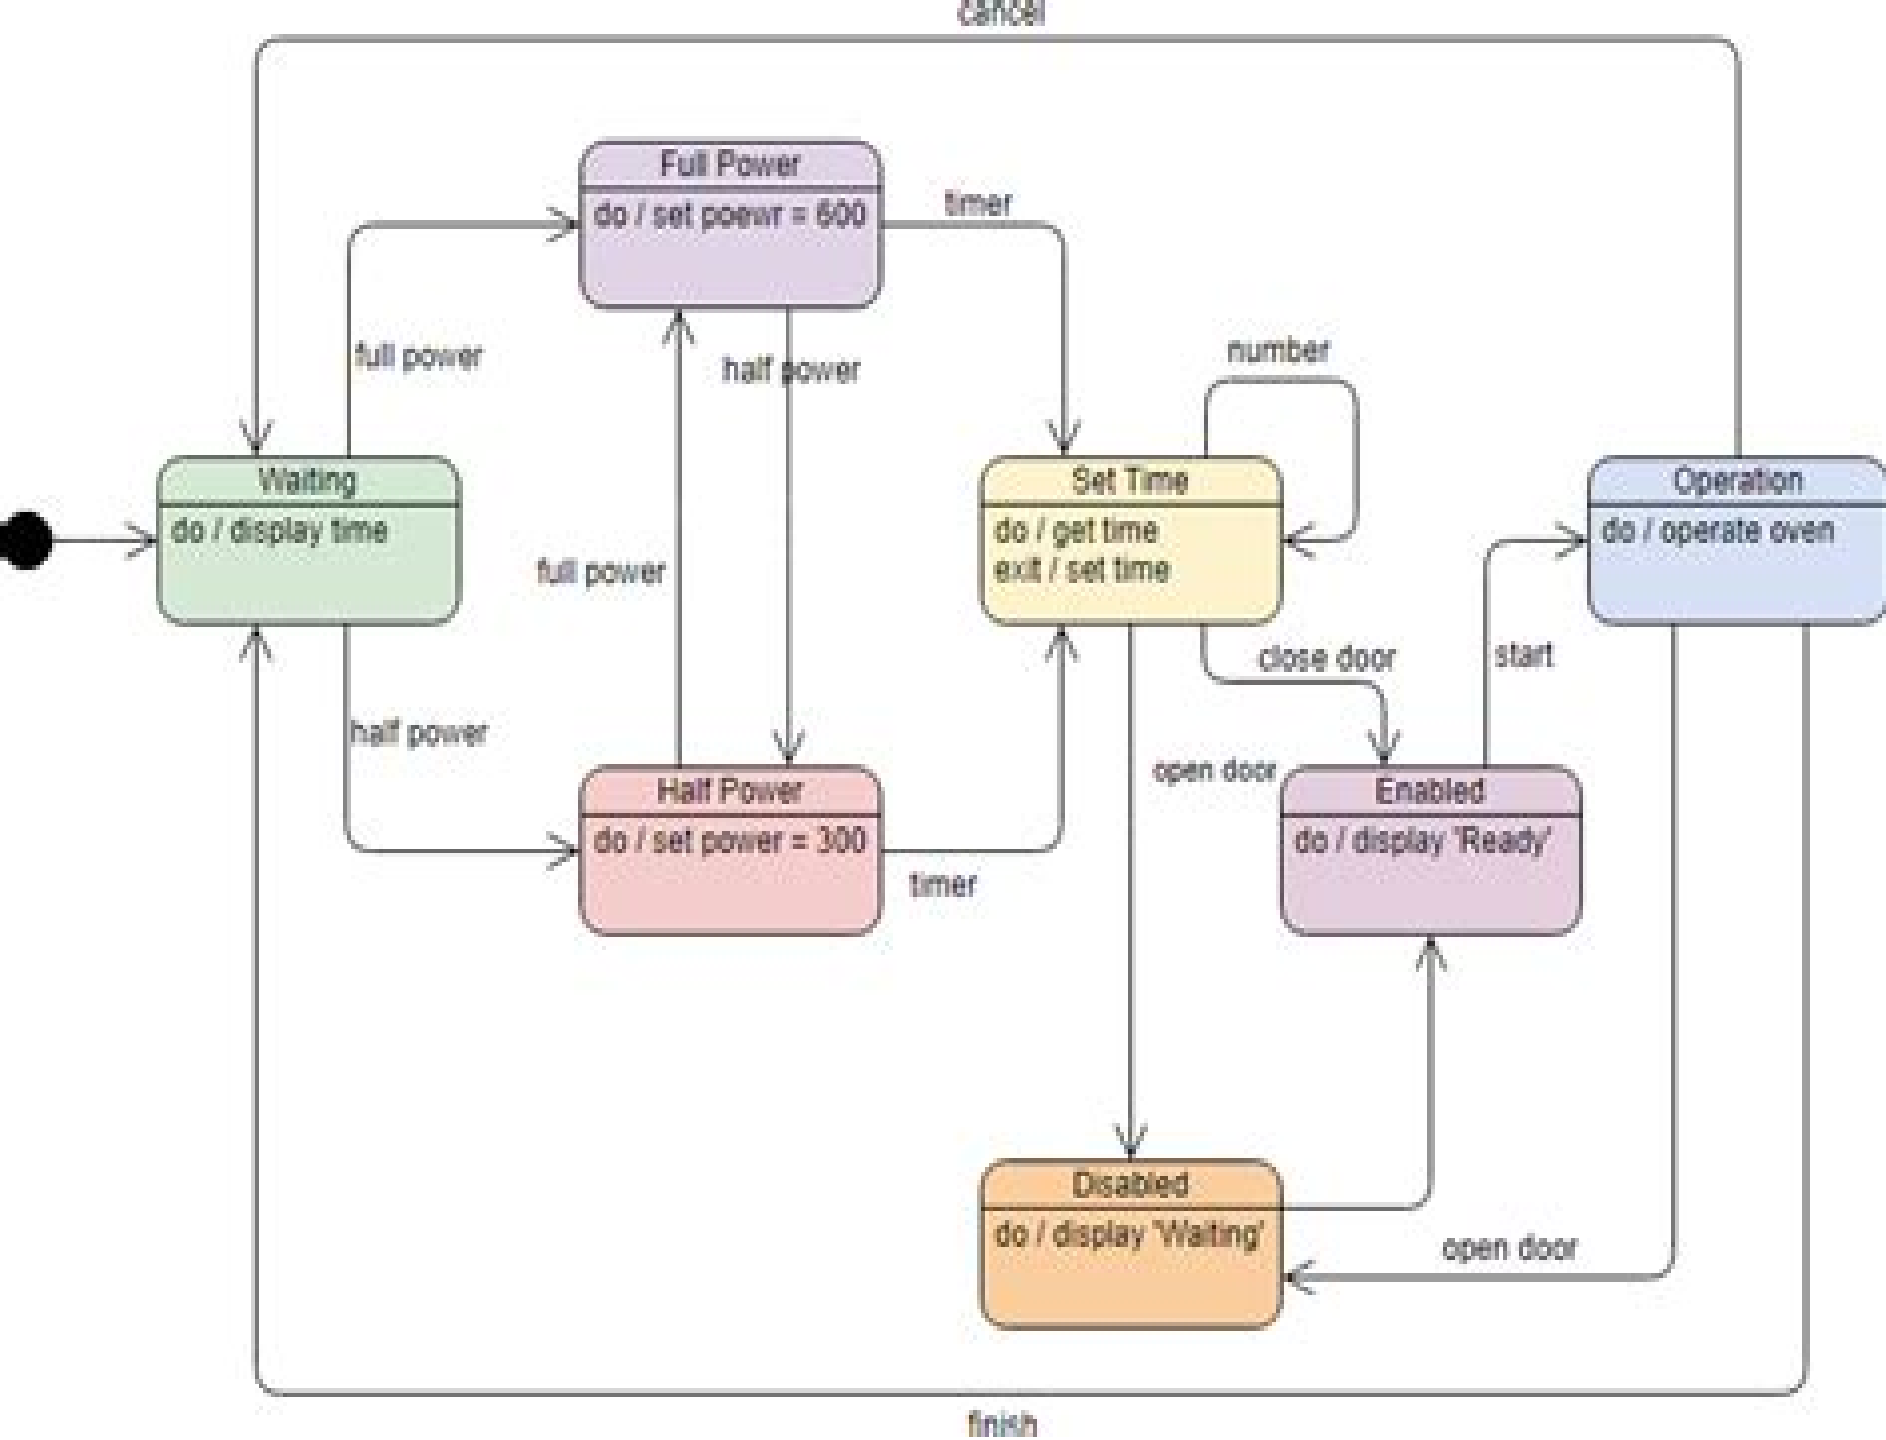 cancel
Full Power
do / set poewr = 600
timer
full power
half power
number
Waiting
do / display time
Set Time
do / get time
exit / set time
Operation
do / operate oven
full power
close door
start
half power
open door
Half Power
do / set power = 300
timer
Enabled
do / display 'Ready'
Disabled
do / display 'Waiting'
open door
finish